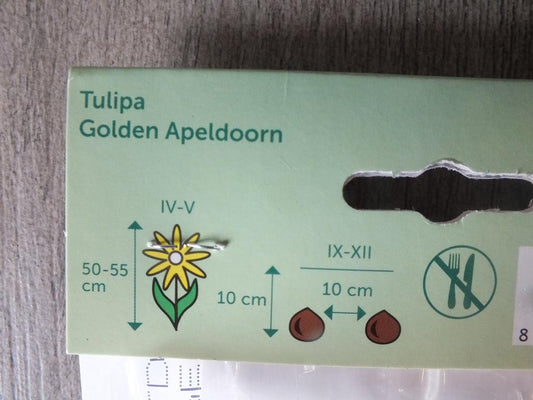 Tulipa
Golden Apeldoorn
IV-V
50-55
cm
10 cm
IX-XII
10 cm
8